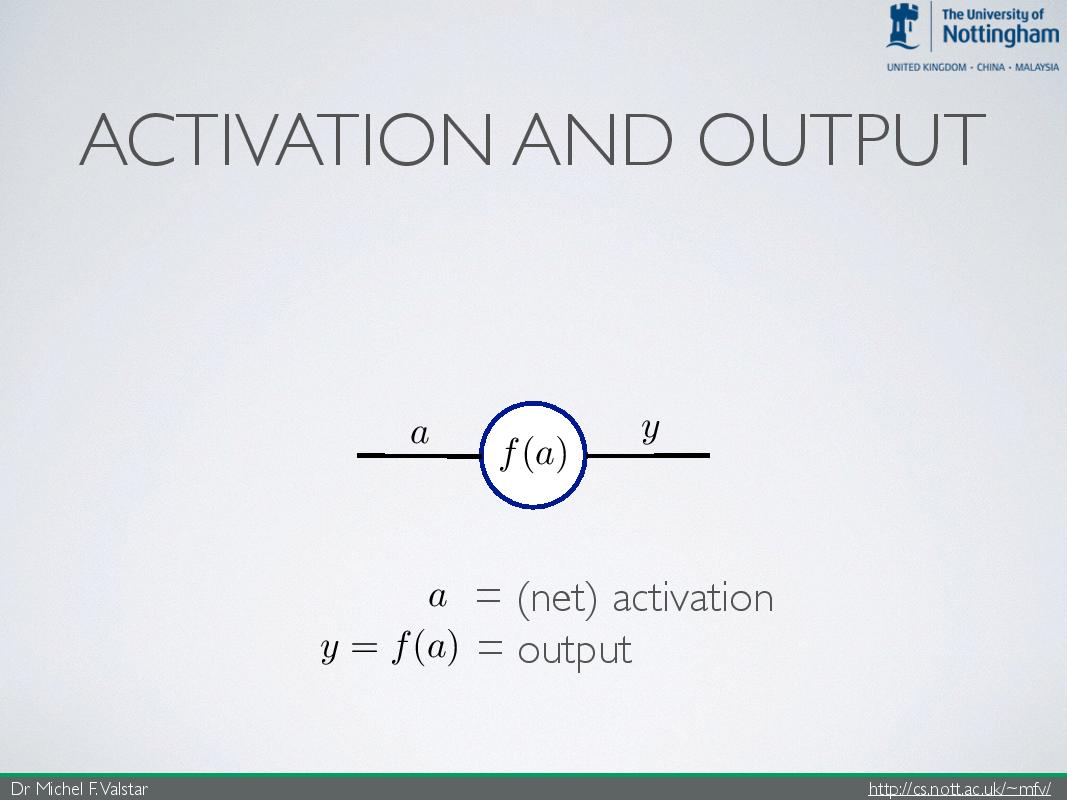 The University of
Nottingham
UNITED KINGDOM · CHINA · MALAYSIA
ACTIVATION AND OUTPUT
a
f(a)
y
a = (net) activation
y = f(a) = output
Dr Michel F. Valstar
http://cs.nott.ac.uk/~mfv/